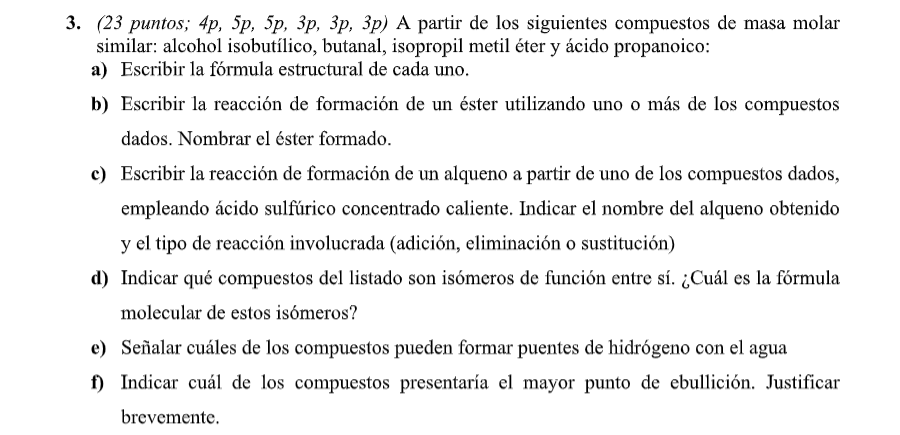 3. (23 puntos; 4p, 5p, 5p, 3p, 3p, 3p) A partir de los siguientes compuestos de masa molar
similar: alcohol isobutílico, butanal, isopropil metil éter y ácido propanoico:
a) Escribir la fórmula estructural de cada uno.
b) Escribir la reacción de formación de un éster utilizando uno o más de los compuestos
dados. Nombrar el éster formado.
c) Escribir la reacción de formación de un alqueno a partir de uno de los compuestos dados,
empleando ácido sulfúrico concentrado caliente. Indicar el nombre del alqueno obtenido
y el tipo de reacción involucrada (adición, eliminación o sustitución)
d) Indicar qué compuestos del listado son isómeros de función entre sí. ¿Cuál es la fórmula
molecular de estos isómeros?
e) Señalar cuáles de los compuestos pueden formar puentes de hidrógeno con el agua
f) Indicar cuál de los compuestos presentaría el mayor punto de ebullición. Justificar
brevemente.